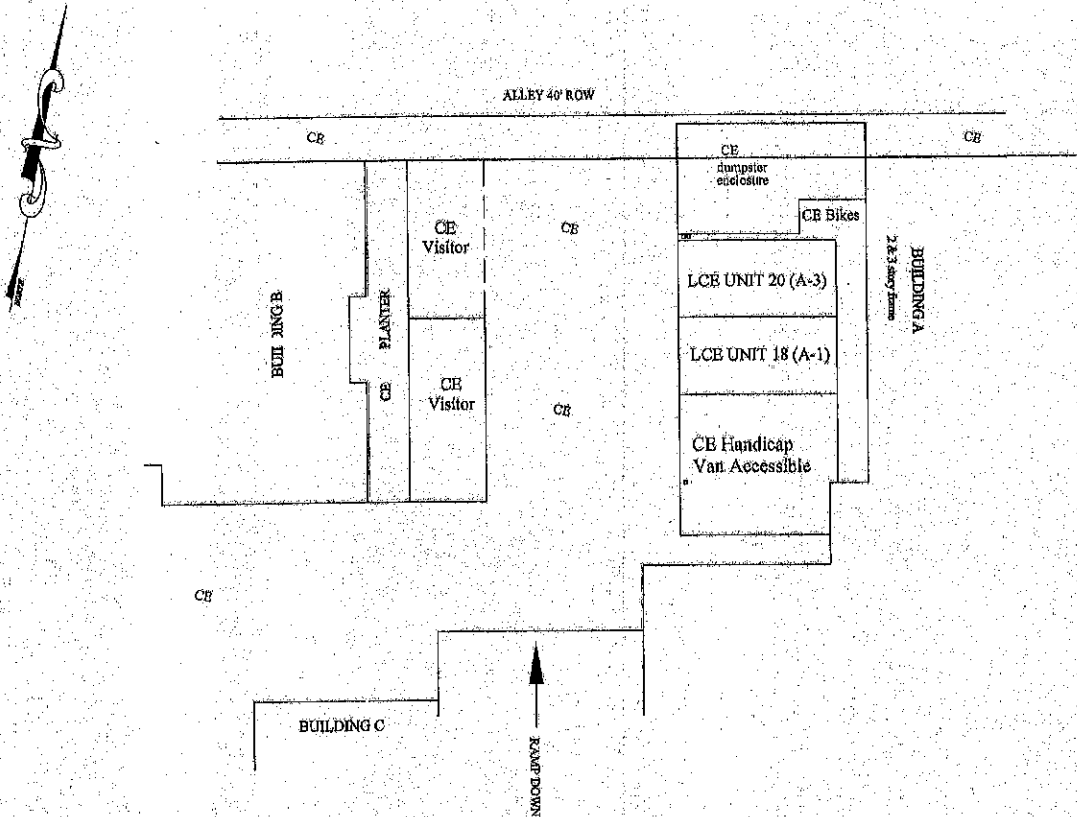 ALLEY 40' ROW
CE
CE
CE
dumpster
enclosure
CE Bikes
CE
Visitor
CE
LCE UNIT 20 (A-3)
BUILDING A
2 & 3 story frame
BUILDING B
CE PLANTER
LCE UNIT 18 (A-1)
CE
Visitor
CE
CE Handicap
Van Accessible
CE
BUILDING C
RAMP DOWN